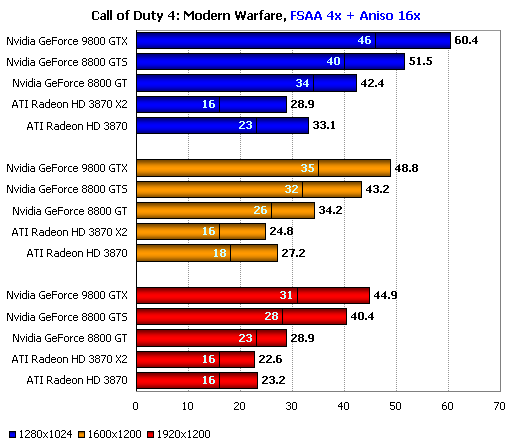 Call of Duty 4: Modern Warfare, FSAA 4x + Aniso 16x
Nvidia GeForce 9800 GTX 46 60.4
Nvidia GeForce 8800 GTS 40 51.5
Nvidia GeForce 8800 GT 34 42.4
ATI Radeon HD 3870 X2 16 28.9
ATI Radeon HD 3870 23 33.1
Nvidia GeForce 9800 GTX 35 48.8
Nvidia GeForce 8800 GTS 32 43.2
Nvidia GeForce 8800 GT 26 34.2
ATI Radeon HD 3870 X2 16 24.8
ATI Radeon HD 3870 18 27.2
Nvidia GeForce 9800 GTX 31 44.9
Nvidia GeForce 8800 GTS 28 40.4
Nvidia GeForce 8800 GT 23 28.9
ATI Radeon HD 3870 X2 16 22.6
ATI Radeon HD 3870 16 23.2
0 10 20 30 40 50 60 70
1280x1024 1600x1200 1920x1200